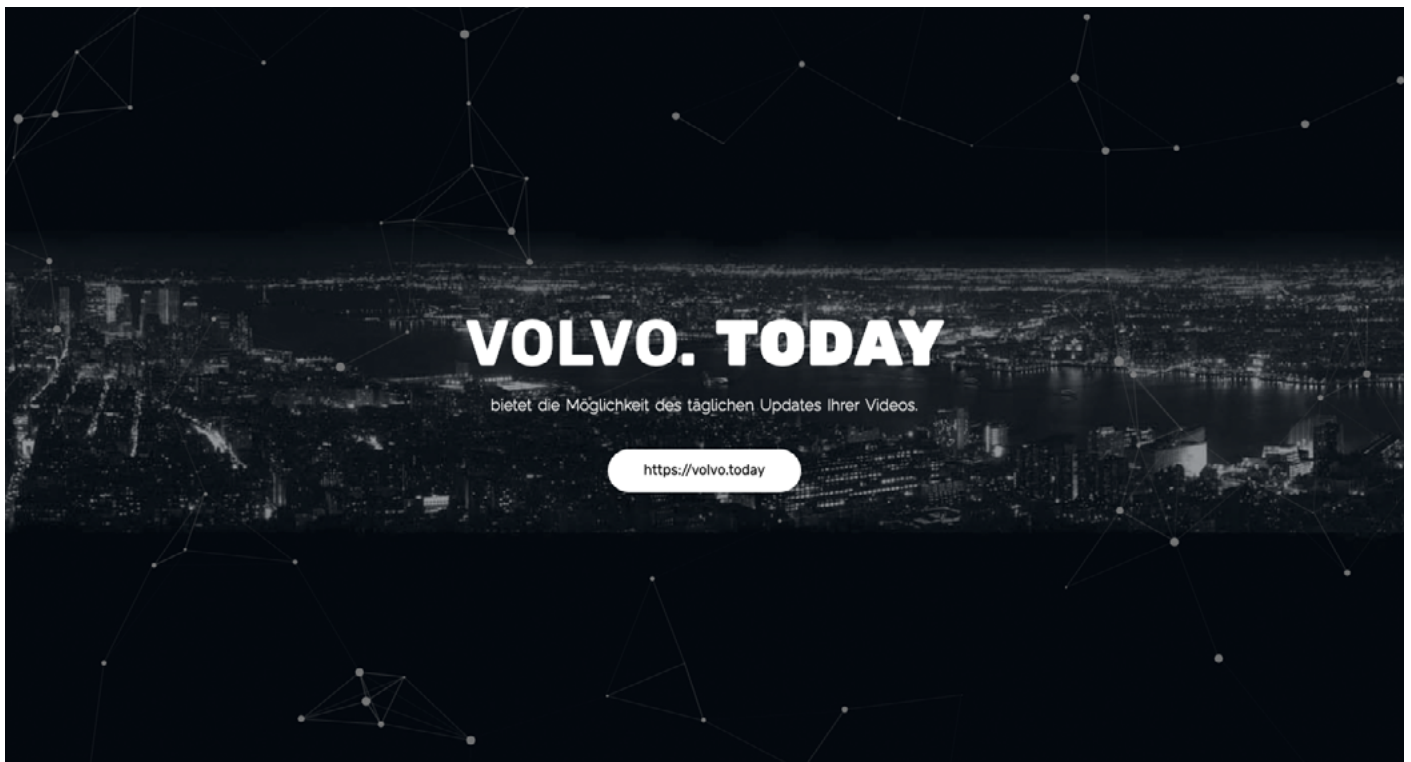 VOLVO. TODAY
bietet die Möglichkeit des täglichen Updates Ihrer Videos.
https://volvo.today